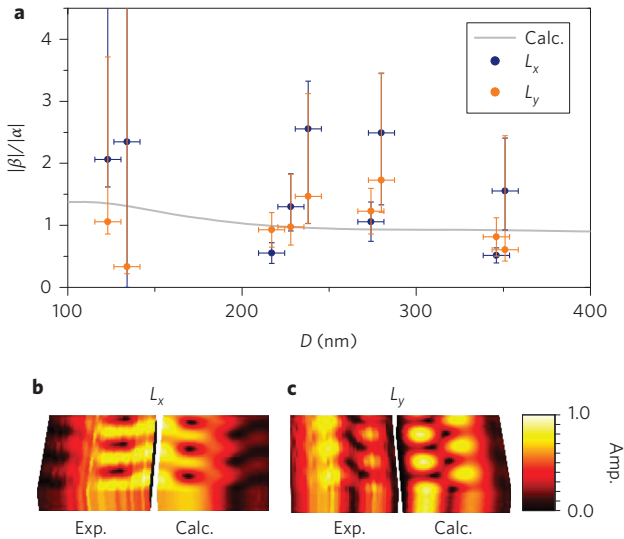 a
4
3
2
1
0
|β|/|α|
Calc.
Lx
Ly
100
200
300
400
D (nm)
b
Lx
c
Ly
1.0
0.0
Amp.
Exp.
Calc.
Exp.
Calc.